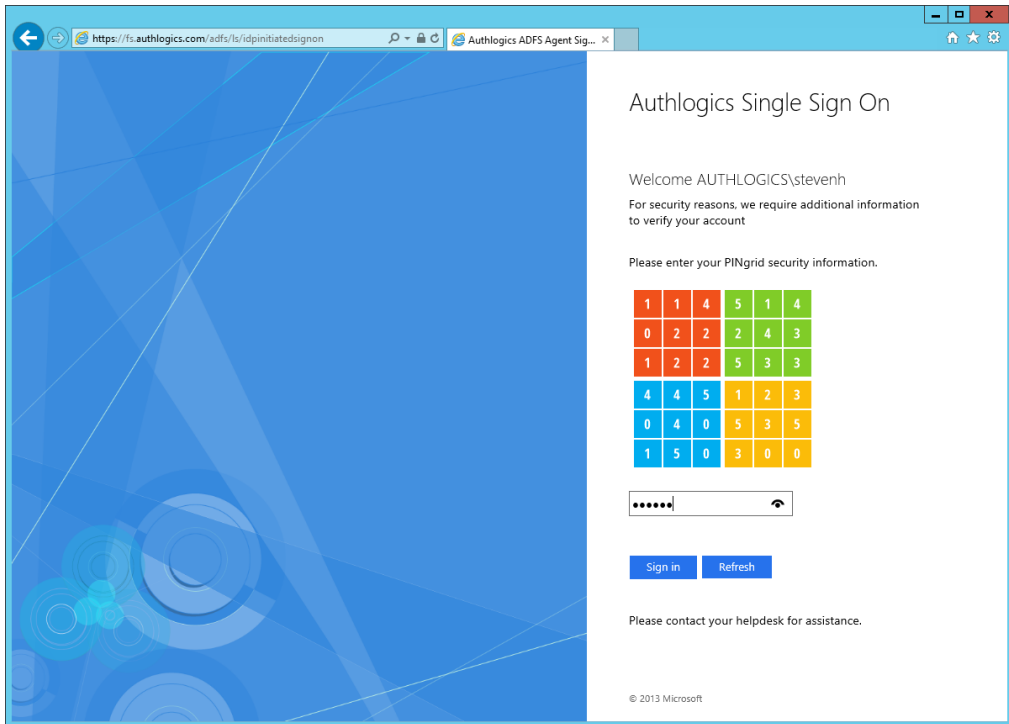 https://fs.authlogics.com/adfs/ls/idpinitiatedsignon
Authlogics ADFS Agent Sig...
Authlogics Single Sign On
Welcome AUTHLOGICS\stevenh
For security reasons, we require additional information
to verify your account
Please enter your PINgrid security information.
1 1 4 5 1 4
0 2 2 2 4 3
1 2 2 5 3 3
4 4 5 1 2 3
0 4 0 5 3 5
1 5 0 3 0 0
••••••
Sign in Refresh
Please contact your helpdesk for assistance.
© 2013 Microsoft